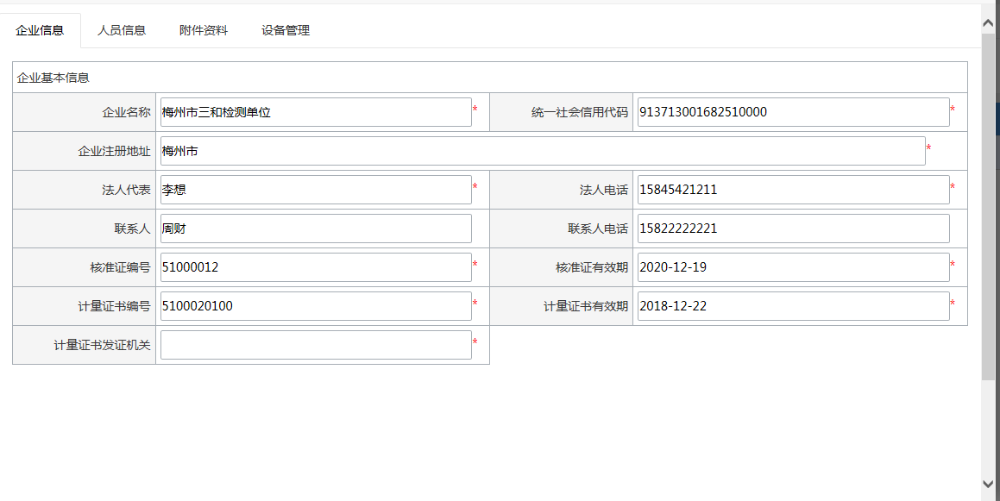 企业信息 人员信息 附件资料 设备管理
企业基本信息
企业名称 梅州市三和检测单位 * 统一社会信用代码 913713001682510000 *
企业注册地址 梅州市 *
法人代表 李想 * 法人电话 15845421211 *
联系人 周财 联系人电话 15822222221
核准证编号 51000012 * 核准证有效期 2020-12-19 *
计量证书编号 5100020100 * 计量证书有效期 2018-12-22 *
计量证书发证机关 *